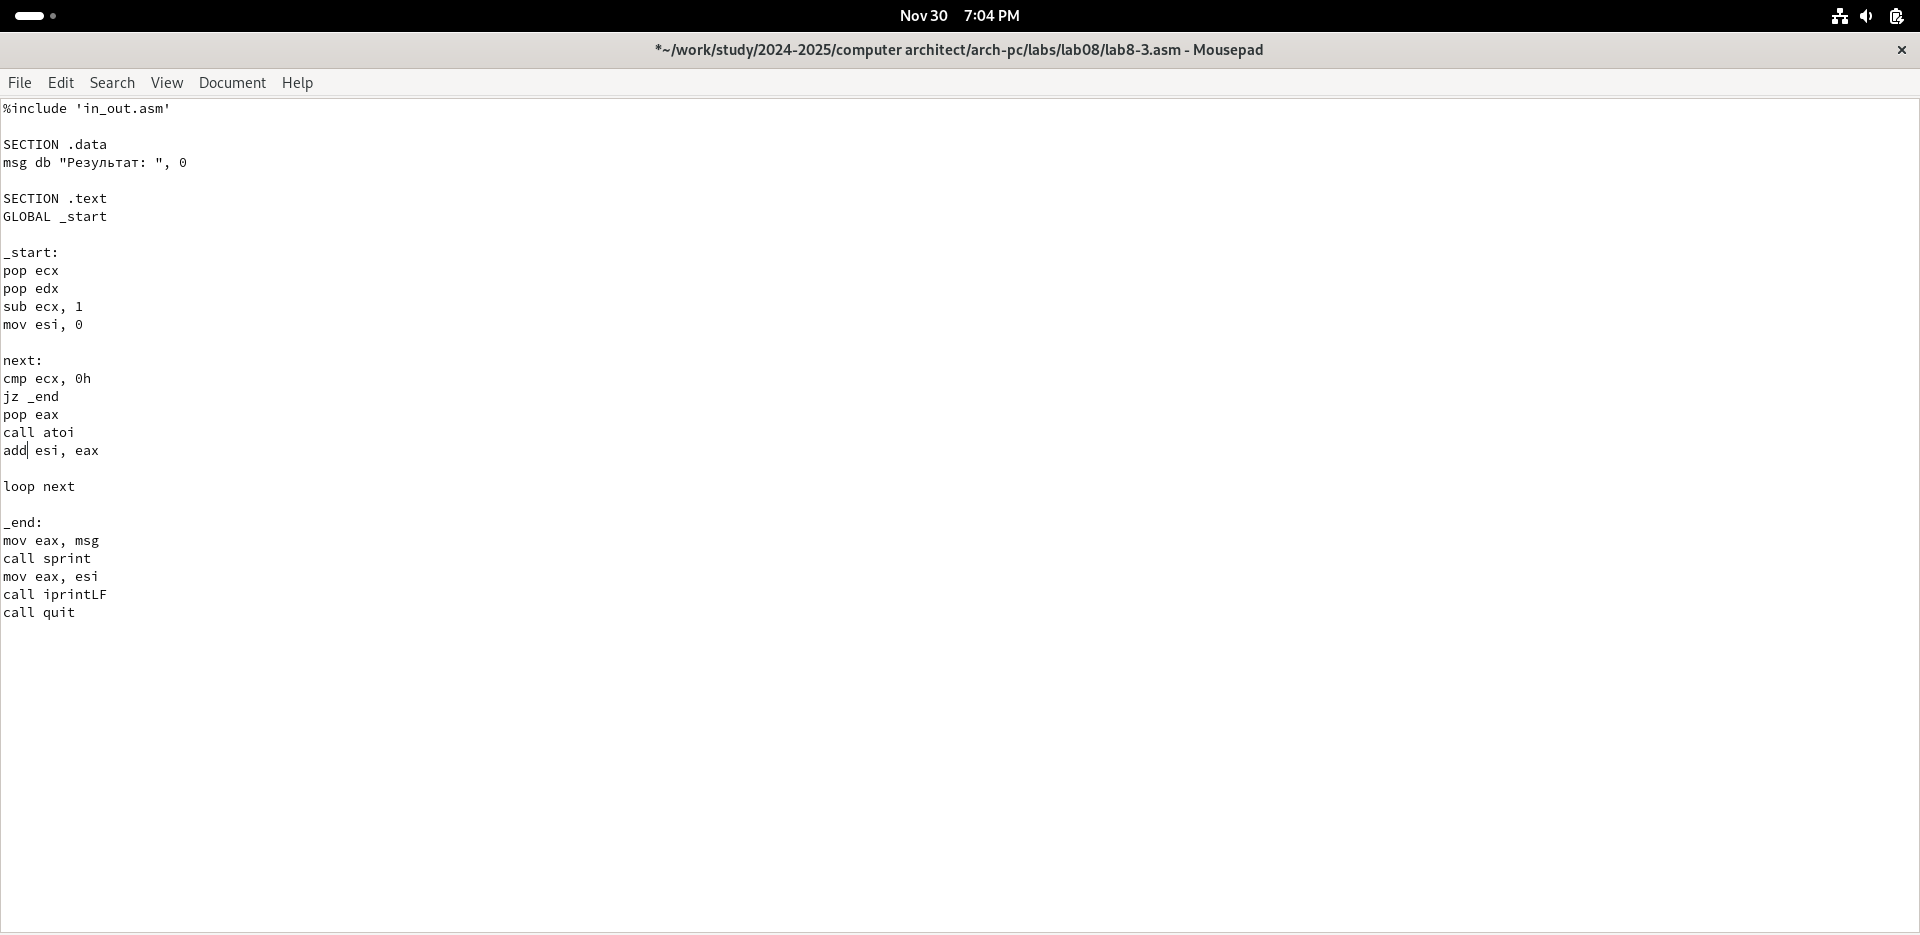 Nov 30 7:04 PM
*~/work/study/2024-2025/computer architect/arch-pc/labs/lab08/lab8-3.asm - Mousepad
File Edit Search View Document Help
%include 'in_out.asm'
SECTION .data
msg db "Результат: ", 0
SECTION .text
GLOBAL _start
_start:
pop ecx
pop edx
sub ecx, 1
mov esi, 0
next:
cmp ecx, 0h
jz _end
pop eax
call atoi
add esi, eax
loop next
_end:
mov eax, msg
call sprint
mov eax, esi
call iprintLF
call quit